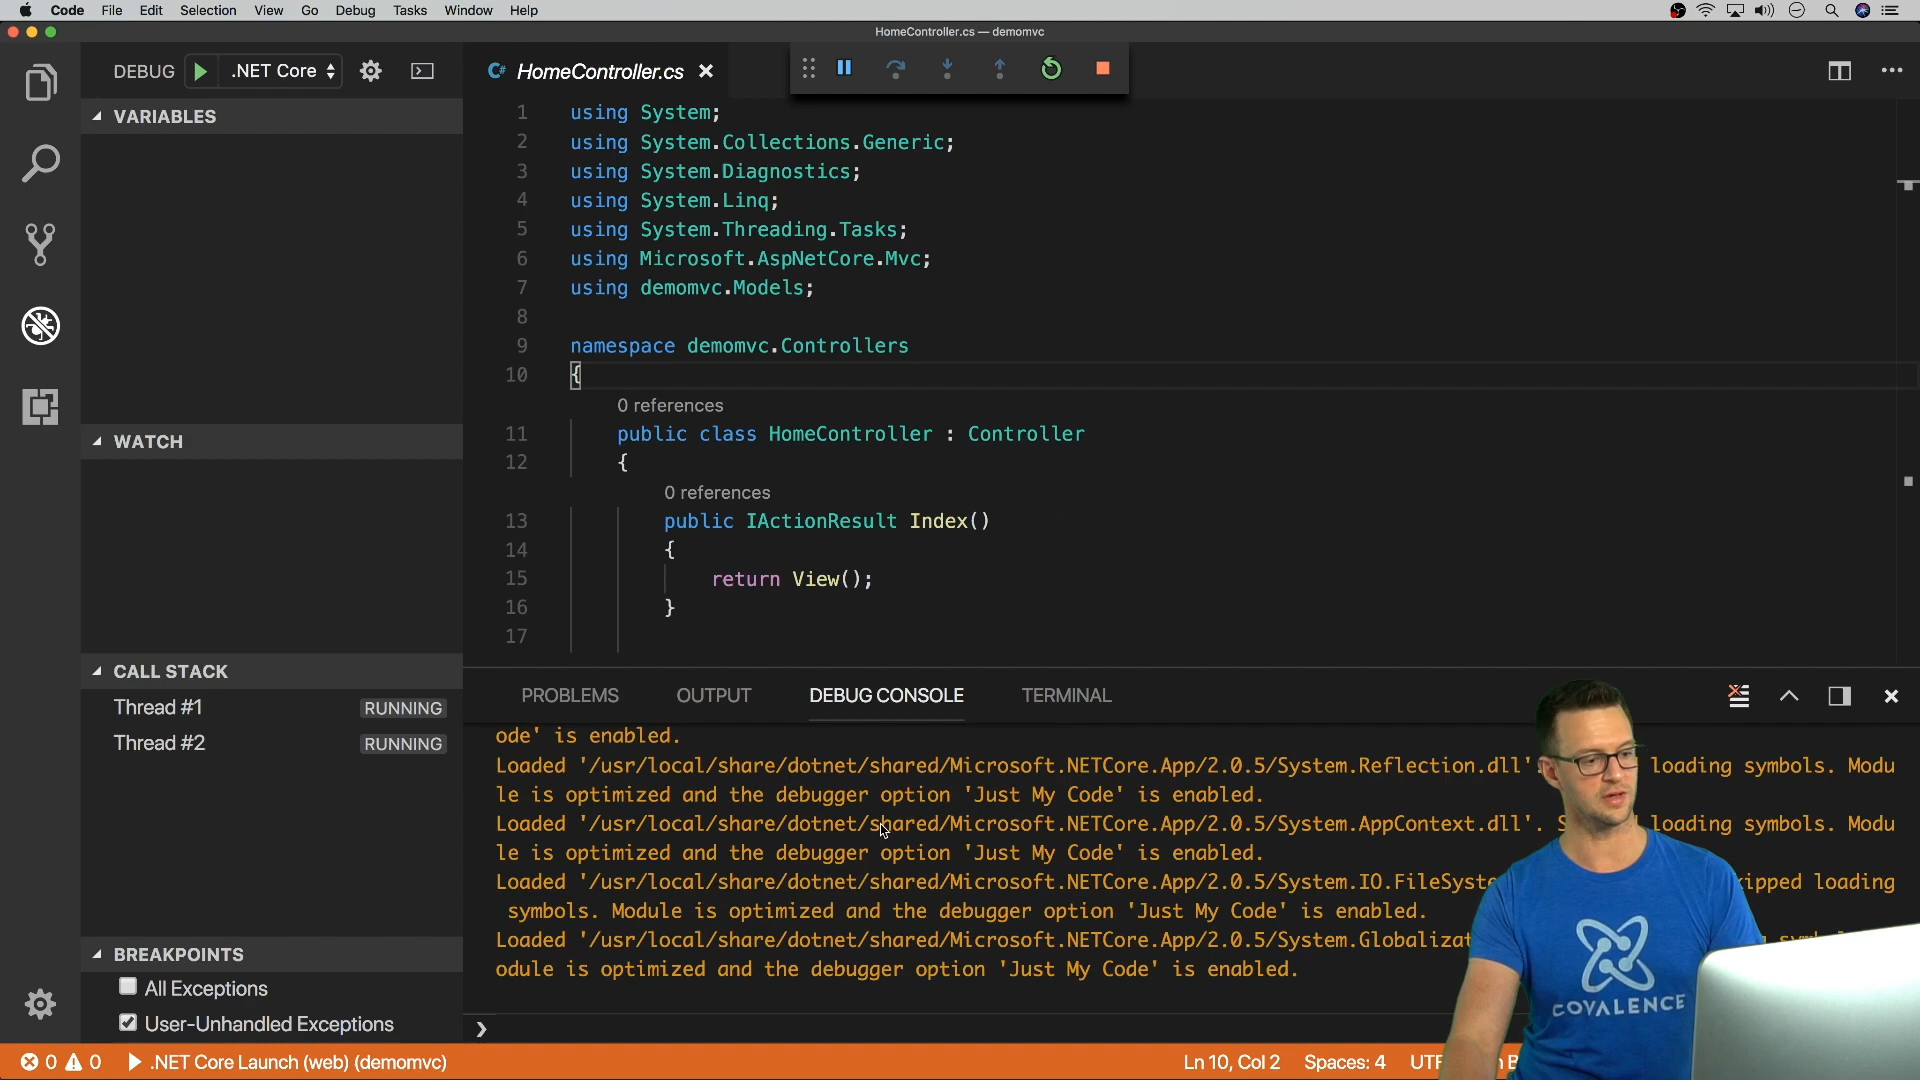 Code File Edit Selection View Go Debug Tasks Window Help
HomeController.cs — demomvc
DEBUG .NET Core
C# HomeController.cs
VARIABLES
WATCH
CALL STACK
Thread #1 RUNNING
Thread #2 RUNNING
BREAKPOINTS
All Exceptions
User-Unhandled Exceptions
1 using System;
2 using System.Collections.Generic;
3 using System.Diagnostics;
4 using System.Linq;
5 using System.Threading.Tasks;
6 using Microsoft.AspNetCore.Mvc;
7 using demomvc.Models;
8
9 namespace demomvc.Controllers
10 {
0 references
11 public class HomeController : Controller
12 {
0 references
13 public IActionResult Index()
14 {
15 return View();
16 }
17
PROBLEMS OUTPUT DEBUG CONSOLE TERMINAL
ode' is enabled.
Loaded '/usr/local/share/dotnet/shared/Microsoft.NETCore.App/2.0.5/System.Reflection.dll'. loading symbols. Modu
le is optimized and the debugger option 'Just My Code' is enabled.
Loaded '/usr/local/share/dotnet/shared/Microsoft.NETCore.App/2.0.5/System.AppContext.dll'. S loading symbols. Modu
le is optimized and the debugger option 'Just My Code' is enabled.
Loaded '/usr/local/share/dotnet/shared/Microsoft.NETCore.App/2.0.5/System.IO.FileSyste kipped loading
symbols. Module is optimized and the debugger option 'Just My Code' is enabled.
Loaded '/usr/local/share/dotnet/shared/Microsoft.NETCore.App/2.0.5/System.Globalizat
odule is optimized and the debugger option 'Just My Code' is enabled.
COVALENCE
0 0 .NET Core Launch (web) (demomvc)
Ln 10, Col 2 Spaces: 4 UTF